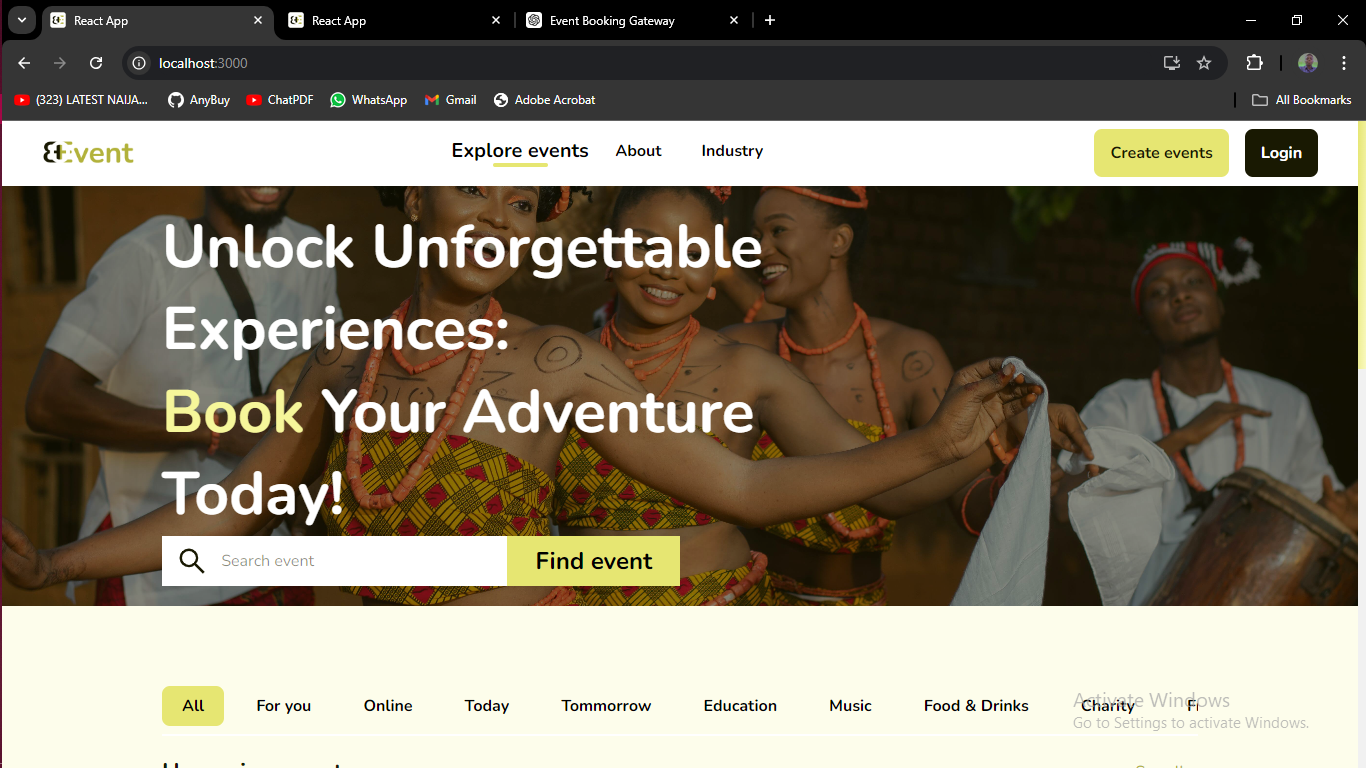 React App
React App
Event Booking Gateway
localhost:3000
(323) LATEST NAIJA...
AnyBuy
ChatPDF
WhatsApp
Gmail
Adobe Acrobat
All Bookmarks
Event
Explore events
About
Industry
Create events
Login
Unlock Unforgettable
Experiences:
Book Your Adventure
Today!
Search event
Find event
All
For you
Online
Today
Tommorrow
Education
Music
Food & Drinks
Charity
Activate Windows
Go to Settings to activate Windows.